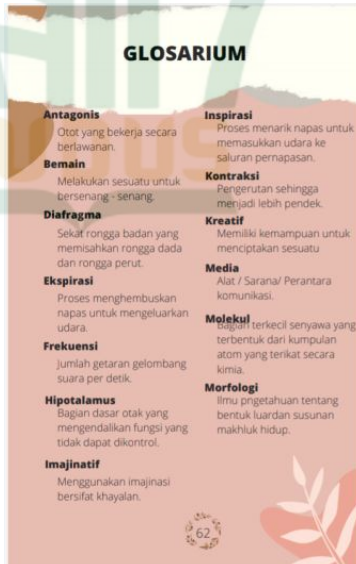 GLOSARIUM
Antagonis
Otot yang bekerja secara
berlawanan.
Bemain
Melakukan sesuatu untuk
bersenang - senang.
Diafragma
Sekat rongga badan yang
memisahkan rongga dada
dan rongga perut.
Ekspirasi
Proses menghembuskan
napas untuk mengeluarkan
udara.
Frekuensi
Jumlah getaran gelombang
suara per detik.
Hipotalamus
Bagian dasar otak yang
mengendalikan fungsi yang
tidak dapat dikontrol.
Imajinatif
Menggunakan imajinasi
bersifat khayalan.
Inspirasi
Proses menarik napas untuk
memasukkan udara ke
saluran pernapasan.
Kontraksi
Pengerutan sehingga
menjadi lebih pendek.
Kreatif
Memiliki kemampuan untuk
menciptakan sesuatu
Media
Alat / Sarana/ Perantara
komunikasi.
Molekul
Bagian terkecil senyawa yang
terbentuk dari kumpulan
atom yang terikat secara
kimia.
Morfologi
Ilmu pngetahuan tentang
bentuk luardan susunan
makhluk hidup.
62